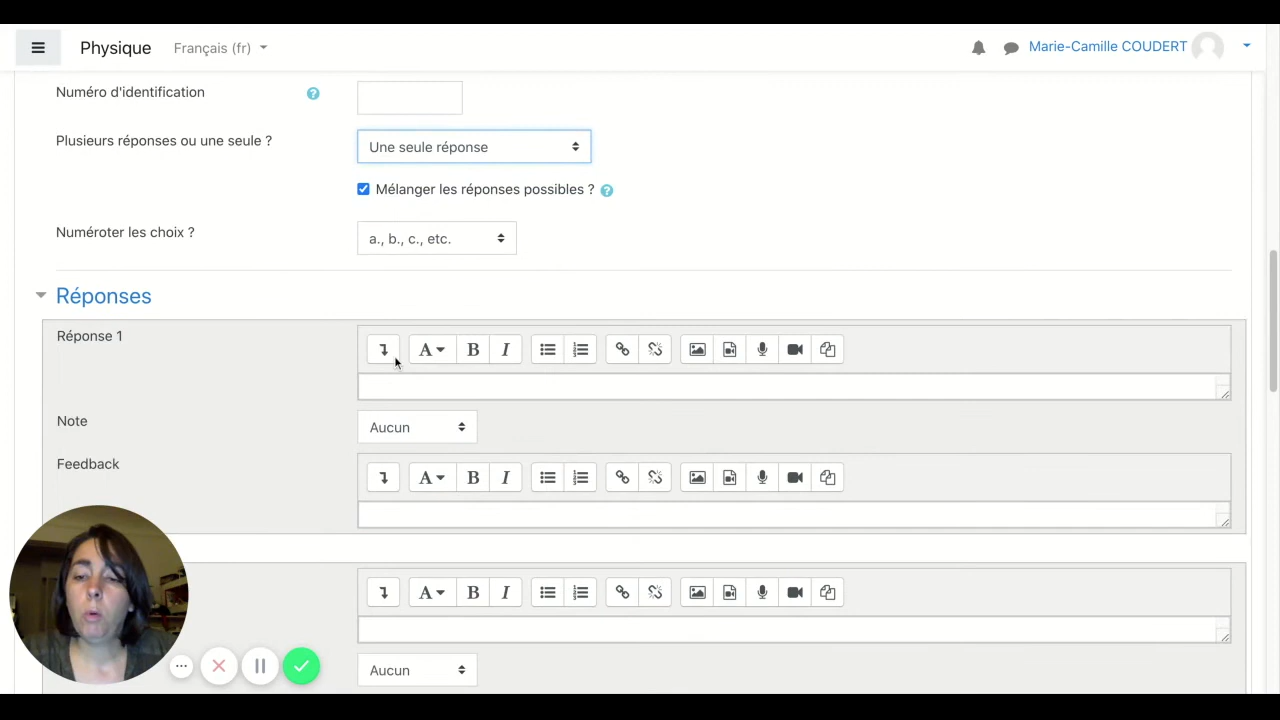 Physique Français (fr) Marie-Camille COUDERT
Numéro d'identification
Plusieurs réponses ou une seule ? Une seule réponse
Mélanger les réponses possibles ?
Numéroter les choix ? a., b., c., etc.
Réponses
Réponse 1
A B I
Note Aucun
Feedback
A B I
A B I
Aucun